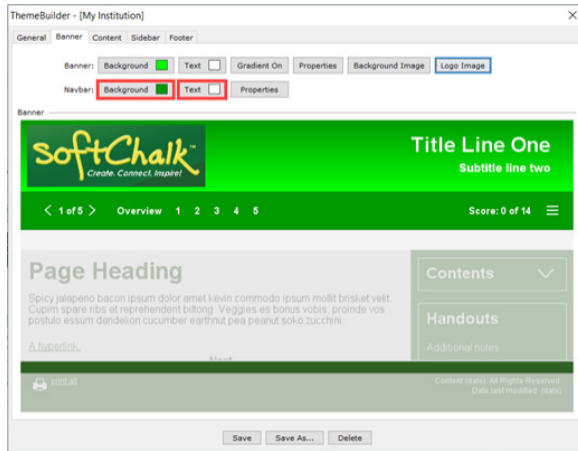 ThemeBuilder - [My Institution]
General Banner Content Sidebar Footer
Banner: Background Text Gradient On Properties Background Image Logo Image
Navbar: Background Text Properties
Banner
SoftChalk™
Create. Connect. Inspire!
Title Line One
Subtitle line two
< 1 of 5 > Overview 1 2 3 4 5 Score: 0 of 14
Page Heading
Spicy jalapeno bacon ipsum dolor amet kevin commodo ipsum mollit brisket velit.
Cupim spare ribs et reprehenderit biltong. Veggies es bonus vobis, proinde vos
postulo essum dandelion cucumber earthnut pea peanut soko zucchini.
A hyperlink.
Next
Contents
Handouts
Additional notes
print all
Content (date). All Rights Reserved.
Date last modified: (date)
Save Save As... Delete